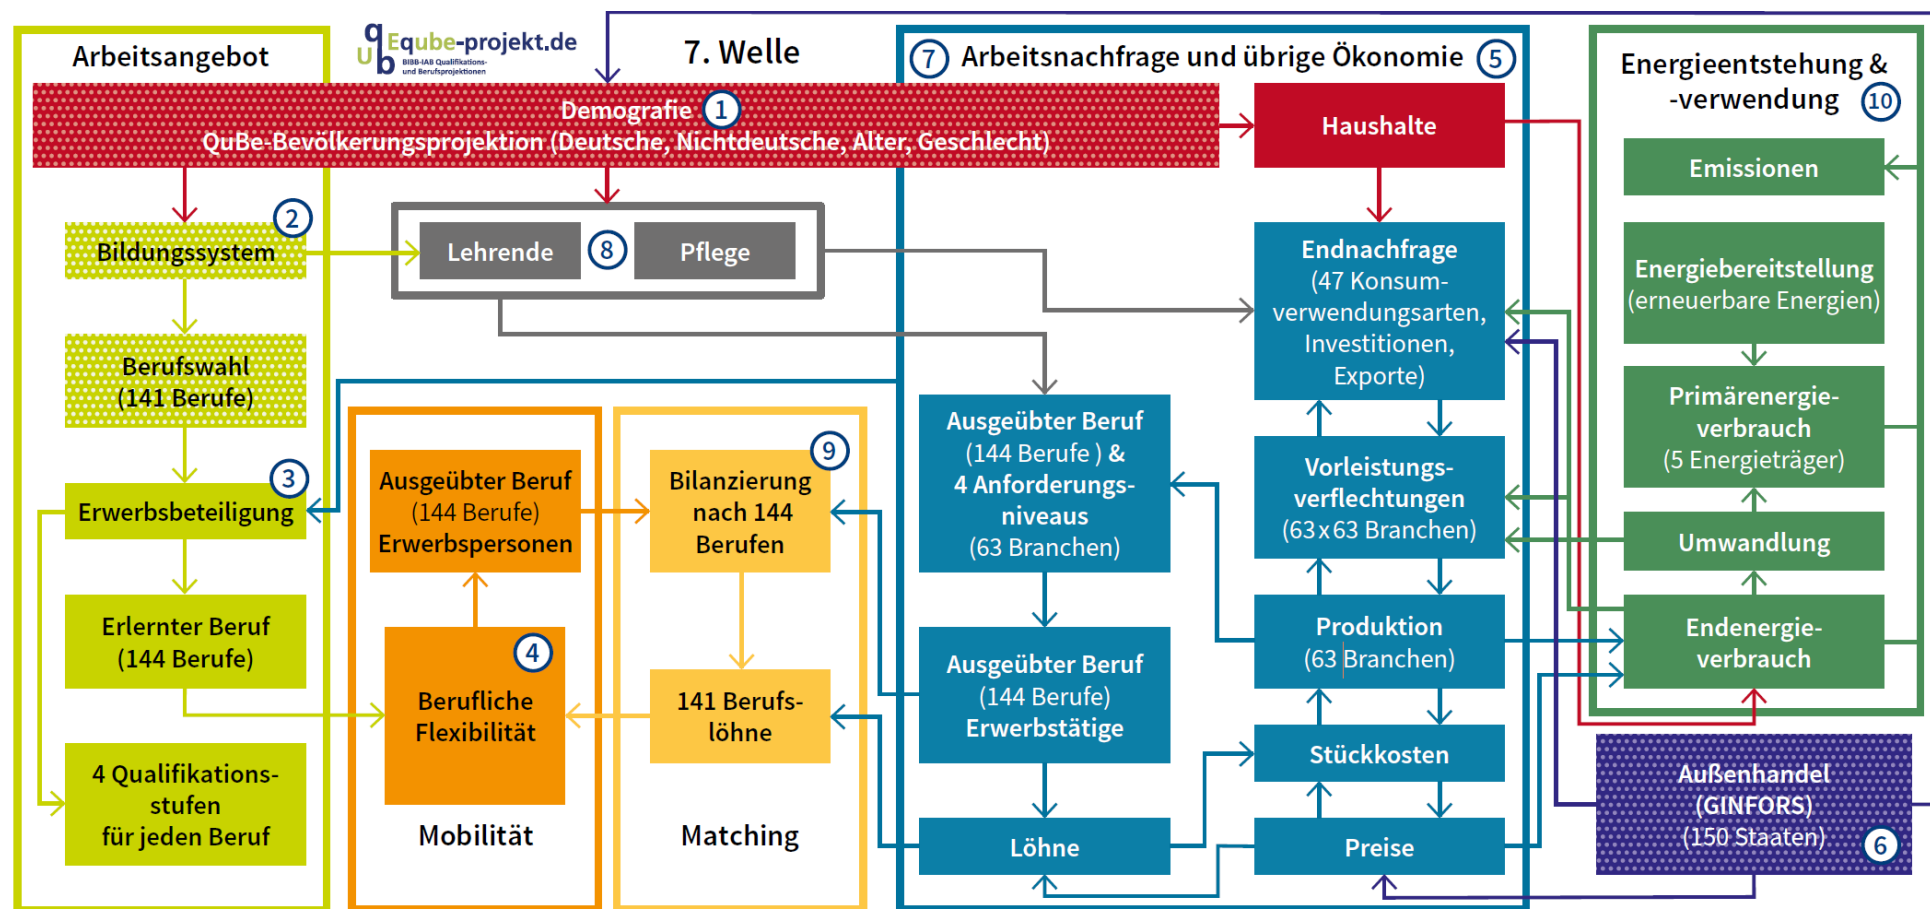 Arbeitsangebot
qube
Eqube-projekt.de
BIBB-IAB Qualifikations-
und Berufsprojektionen
7. Welle
7
Arbeitsnachfrage und übrige Ökonomie
5
Energieentstehung &
-verwendung
10
Demografie
1
QuBe-Bevölkerungsprojektion (Deutsche, Nichtdeutsche, Alter, Geschlecht)
Haushalte
Emissionen
2
Bildungssystem
Lehrende
8
Pflege
Endnachfrage
(47 Konsum-
verwendungsarten,
Investitionen,
Exporte)
Energiebereitstellung
(erneuerbare Energien)
Berufswahl
(141 Berufe)
Primärenergie-
verbrauch
(5 Energieträger)
3
Erwerbsbeteiligung
Ausgeübter Beruf
(144 Berufe)
Erwerbspersonen
9
Bilanzierung
nach 144
Berufen
Ausgeübter Beruf
(144 Berufe ) &
4 Anforderungs-
niveaus
(63 Branchen)
Vorleistungs-
verflechtungen
(63 x 63 Branchen)
Umwandlung
Erlernter Beruf
(144 Berufe)
4
Berufliche
Flexibilität
141 Berufs-
löhne
Ausgeübter Beruf
(144 Berufe)
Erwerbstätige
Produktion
(63 Branchen)
Endenergie-
verbrauch
4 Qualifikations-
stufen
für jeden Beruf
Mobilität
Matching
Löhne
Stückkosten
Preise
Außenhandel
(GINFORS)
(150 Staaten)
6